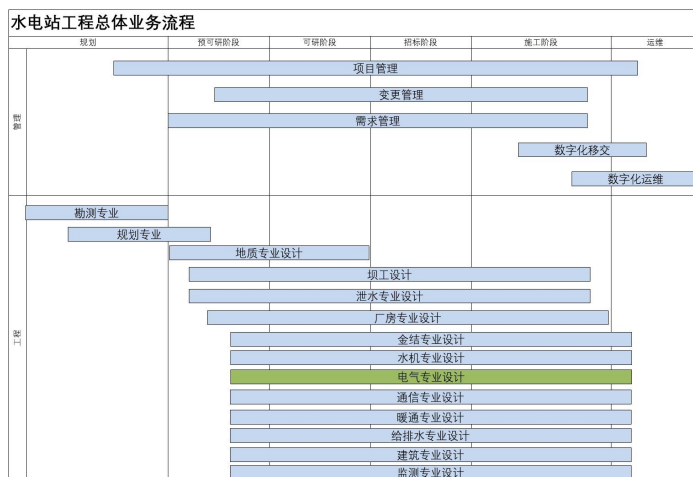 水电站工程总体业务流程
规划 预可研阶段 可研阶段 招标阶段 施工阶段 运维
管理
项目管理
变更管理
需求管理
数字化移交
数字化运维
工程
勘测专业
规划专业
地质专业设计
坝工设计
泄水专业设计
厂房专业设计
金结专业设计
水机专业设计
电气专业设计
通信专业设计
暖通专业设计
给排水专业设计
建筑专业设计
监测专业设计